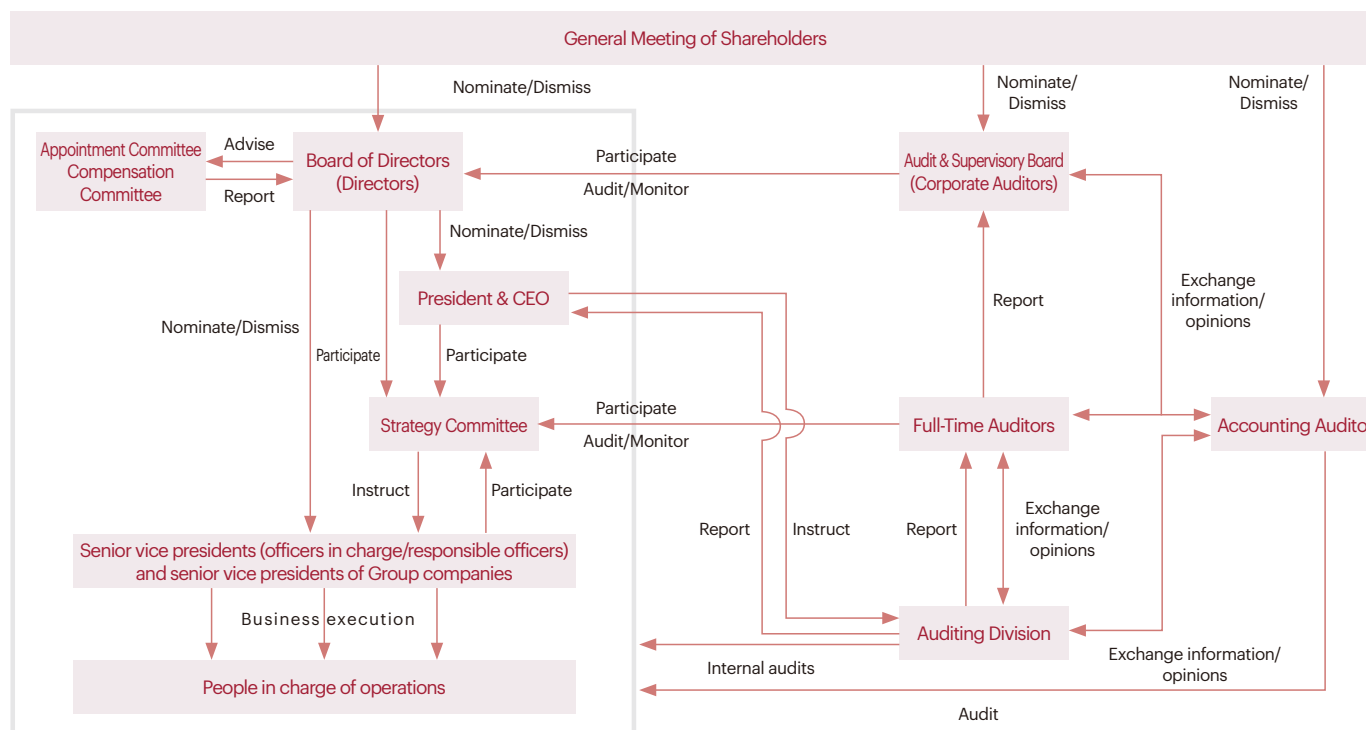 General Meeting of Shareholders
Nominate/Dismiss
Nominate/
Dismiss
Nominate/
Dismiss
Appointment Committee
Compensation
Committee
Advise
Report
Board of Directors
(Directors)
Participate
Audit/Monitor
Audit & Supervisory Board
(Corporate Auditors)
Nominate/Dismiss
President & CEO
Report
Exchange
information/
opinions
Nominate/Dismiss
Participate
Participate
Strategy Committee
Participate
Audit/Monitor
Full-Time Auditors
Accounting Audito
Instruct
Participate
Report
Instruct
Report
Exchange
information/
opinions
Senior vice presidents (officers in charge/responsible officers)
and senior vice presidents of Group companies
Business execution
Auditing Division
People in charge of operations
Internal audits
Exchange information/
opinions
Audit